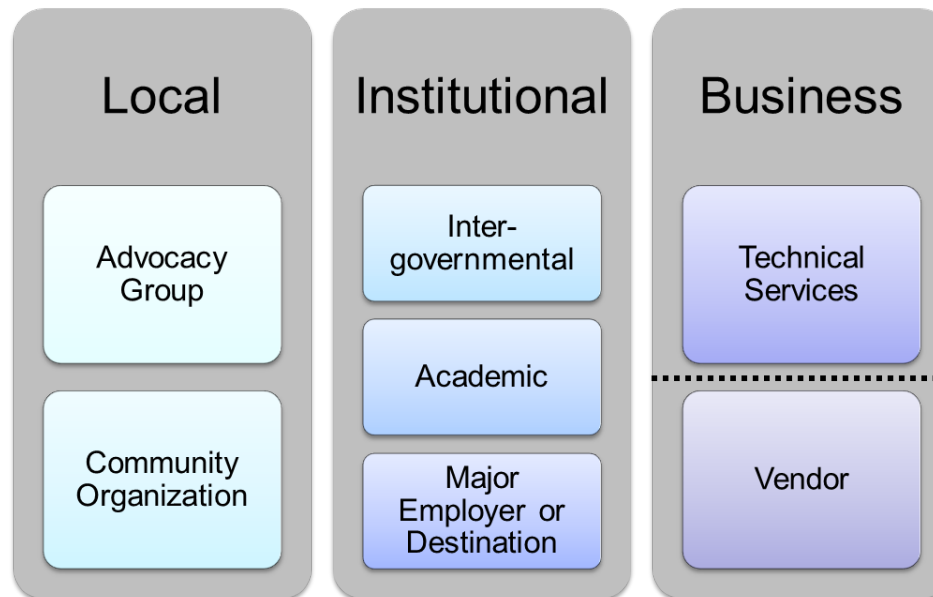 Local
Advocacy
Group
Community
Organization
Institutional
Inter-
governmental
Academic
Major
Employer or
Destination
Business
Technical
Services
Vendor